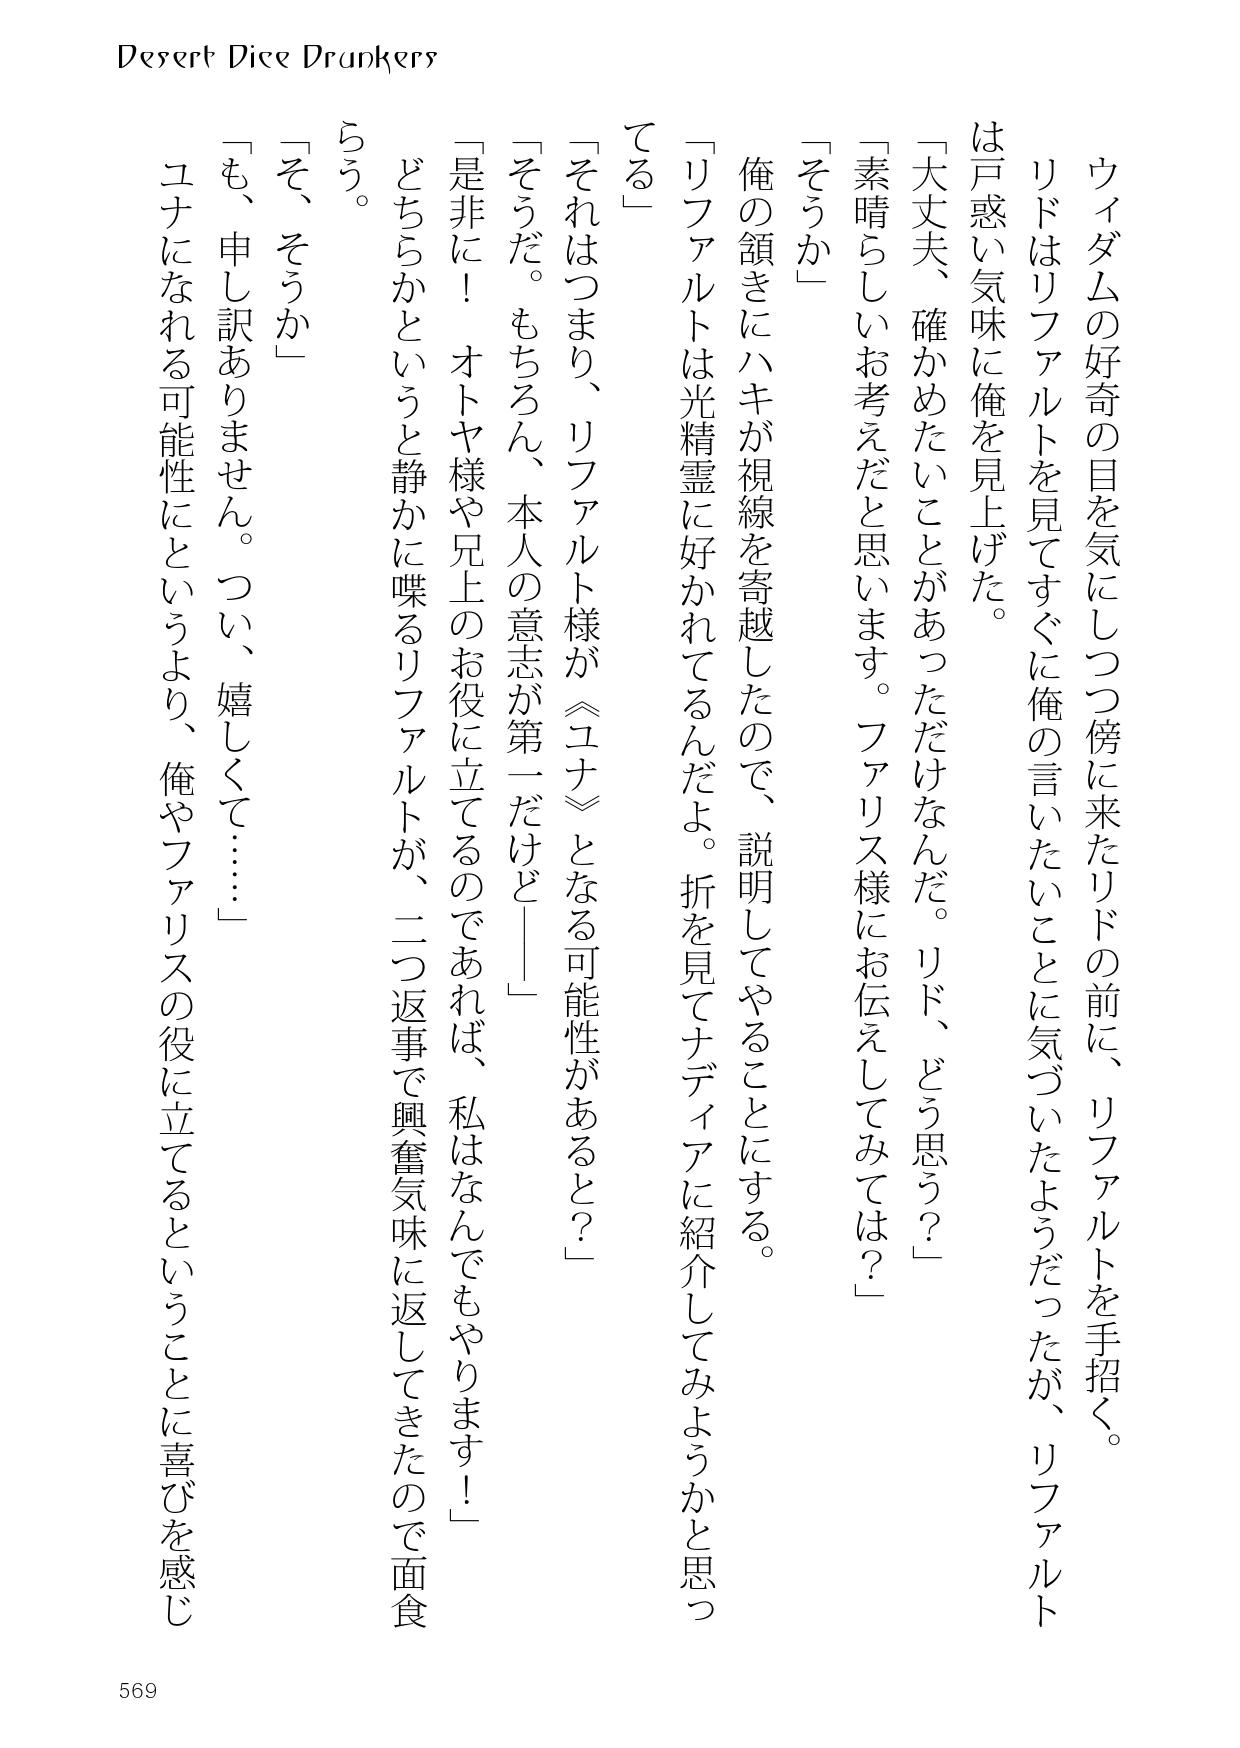 Desert Dice Drunkers
　ウィダムの好奇の目を気にしつつ傍に来たリドの前に、リファルトを手招く。
　リドはリファルトを見てすぐに俺の言いたいことに気づいたようだったが、リファルト
は戸惑い気味に俺を見上げた。
「大丈夫、確かめたいことがあっただけなんだ。リド、どう思う？」
「素晴らしいお考えだと思います。ファリス様にお伝えしてみては？」
「そうか」
　俺の頷きにハキが視線を寄越したので、説明してやることにする。
「リファルトは光精霊に好かれてるんだよ。折を見てナディアに紹介してみようかと思っ
てる」
「それはつまり、リファルト様が《ユナ》となる可能性があると？」
「そうだ。もちろん、本人の意志が第一だけど――」
「是非に！　オトヤ様や兄上のお役に立てるのであれば、私はなんでもやります！」
　どちらかというと静かに喋るリファルトが、二つ返事で興奮気味に返してきたので面食
らう。
「そ、そうか」
「も、申し訳ありません。つい、嬉しくて……」
　ユナになれる可能性にというより、俺やファリスの役に立てるということに喜びを感じ
569